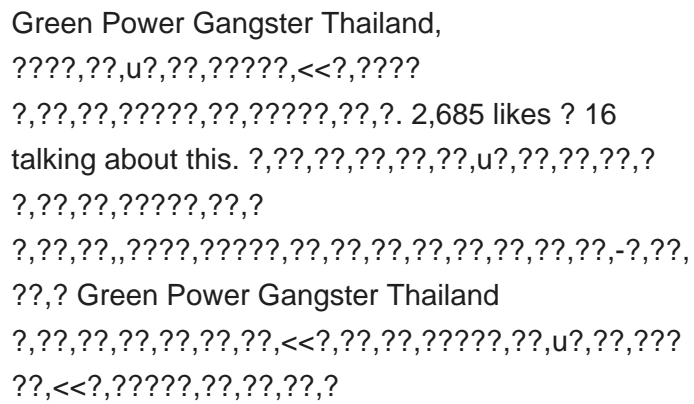 Green Power Gangster Thailand,
????,??,u?,??,?????,<<?,????
?,??,??,?????,??,?????,??,?. 2,685 likes ? 16
talking about this. ?,??,??,??,??,??,u?,??,??,??,?
?,??,??,?????,??,?
?,??,??,,????,?????,??,??,??,??,??,??,??,??,-?,??,
??,? Green Power Gangster Thailand
?,??,??,??,??,??,??,<<?,??,??,?????,??,u?,??,???
??,<<?,?????,??,??,??,?